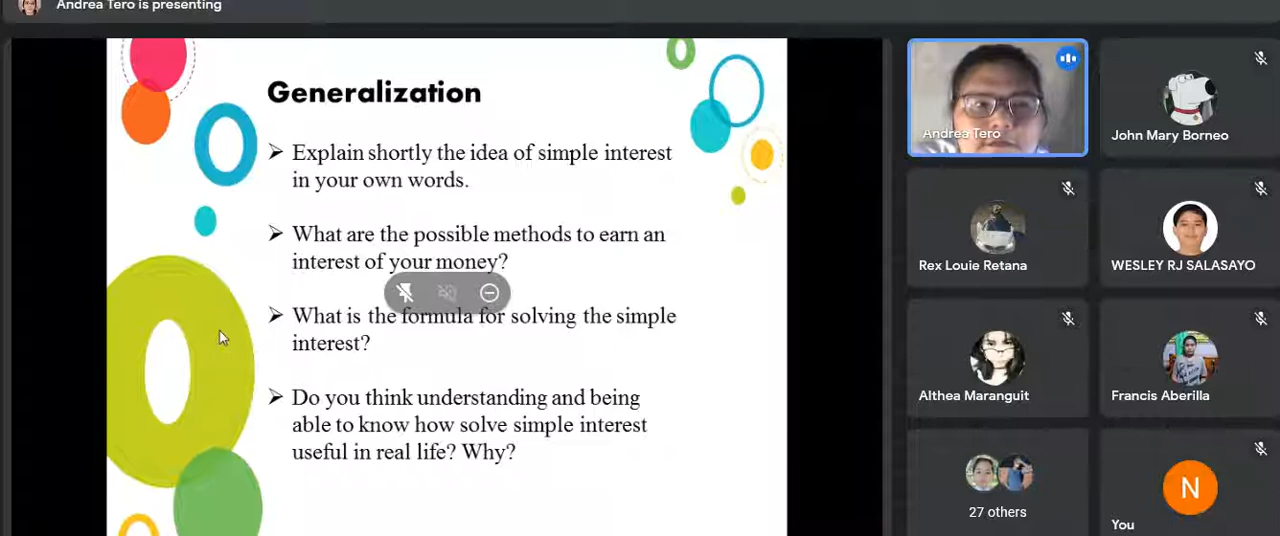 Andrea Tero is presenting
Generalization
Explain shortly the idea of simple interest
in your own words.
What are the possible methods to earn an
interest of your money?
What is the formula for solving the simple
interest?
Do you think understanding and being
able to know how solve simple interest
useful in real life? Why?
Andrea Tero
John Mary Borneo
Rex Louie Retana
WESLEY RJ SALASAYO
Althea Maranguit
Francis Aberilla
27 others
N
You